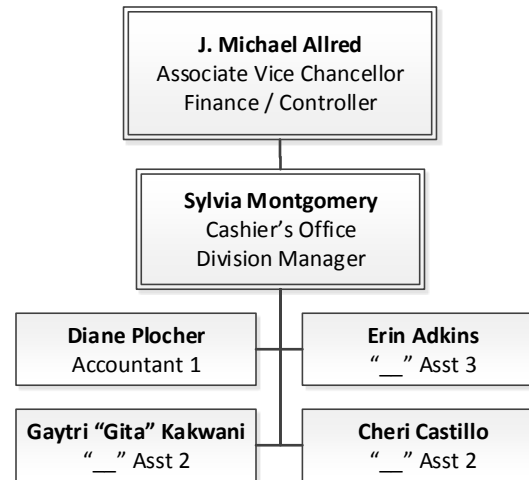 J. Michael Allred
Associate Vice Chancellor
Finance / Controller
Sylvia Montgomery
Cashier’s Office
Division Manager
Diane Plocher
Accountant 1
Erin Adkins
“__” Asst 3
Gaytri “Gita” Kakwani
“__” Asst 2
Cheri Castillo
“__” Asst 2